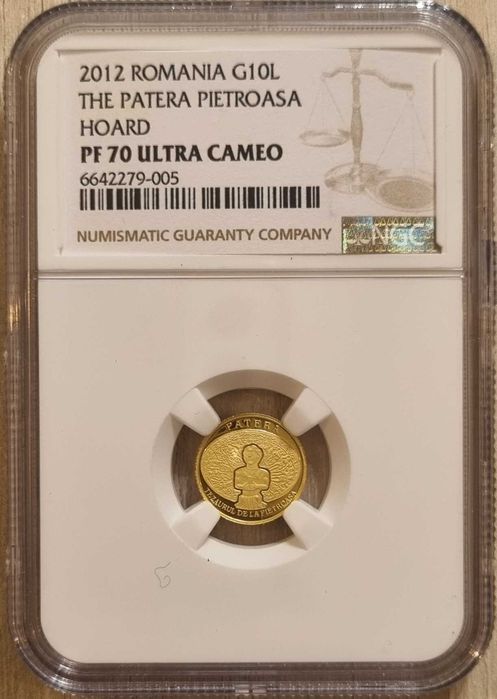 2012 ROMANIA G10L
THE PATERA PIETROASA
HOARD
PF 70 ULTRA CAMEO
6642279-005
NUMISMATIC GUARANTY COMPANY
NGC
PATERA
TEZAURUL DE LA PIETROASA